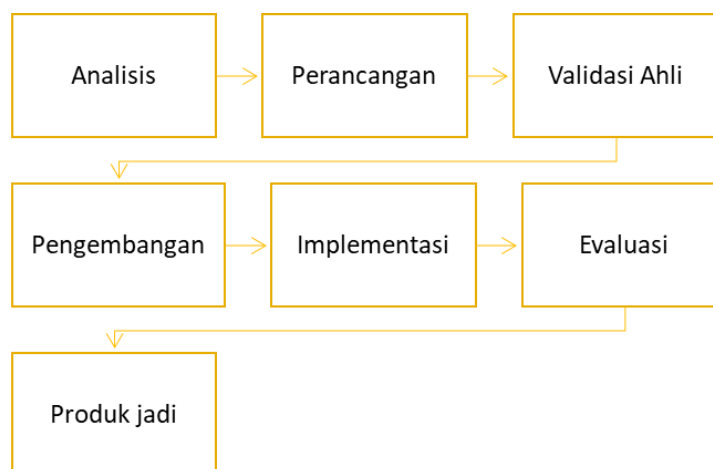 Analisis
Perancangan
Validasi Ahli
Pengembangan
Implementasi
Evaluasi
Produk jadi